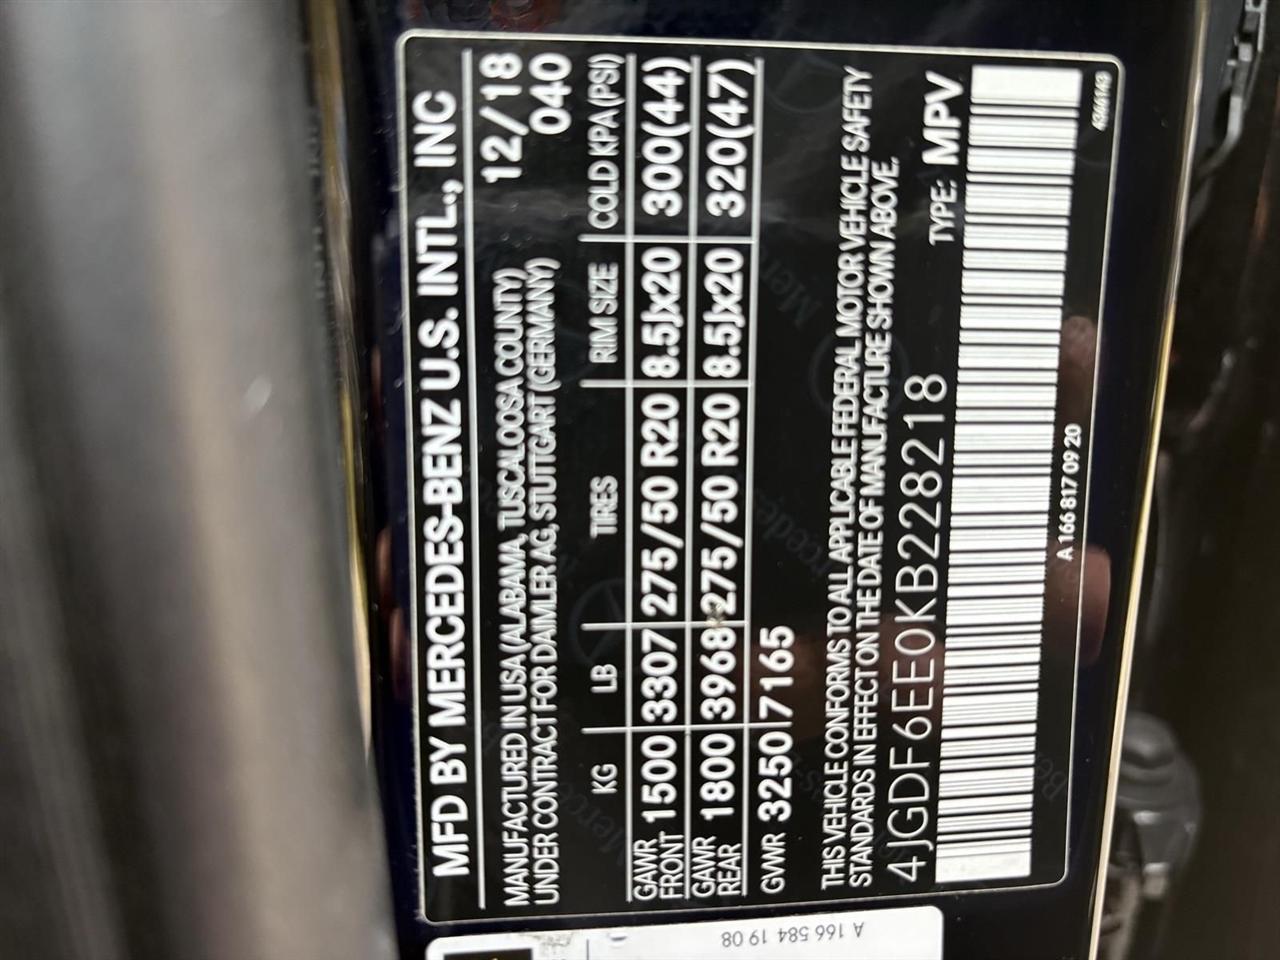 MFD BY MERCEDES-BENZ U.S. INTL., INC
12/18
MANUFACTURED IN USA (ALABAMA, TUSCALOOSA COUNTY)
UNDER CONTRACT FOR DAIMLER AG, STUTTGART (GERMANY)
040
KG LB TIRES RIM SIZE COLD KPA (PSI)
GAWR FRONT 1500 3307 275/50 R20 8.5Jx20 300(44)
GAWR REAR 1800 3968 275/50 R20 8.5Jx20 320(47)
GVWR 3250 7165
THIS VEHICLE CONFORMS TO ALL APPLICABLE FEDERAL MOTOR VEHICLE SAFETY
STANDARDS IN EFFECT ON THE DATE OF MANUFACTURE SHOWN ABOVE.
4JGDF6EE0KB228218 TYPE: MPV
A 166 817 09 20
A 166 584 19 08